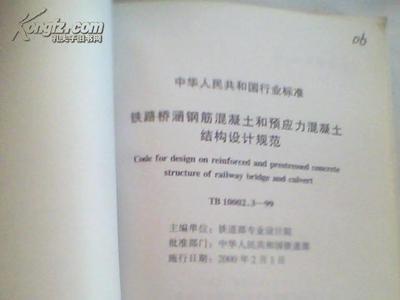 孔夫子旧书网
06
中华人民共和国行业标准
铁路桥涵钢筋混凝土和预应力混凝土
结构设计规范
Code for design on reinforced and prestressed concrete
structure of railway bridge and culvert
TB 10002.3—99
主编单位：铁道部专业设计院
批准部门：中华人民共和国铁道部
施行日期：2000年2月1日